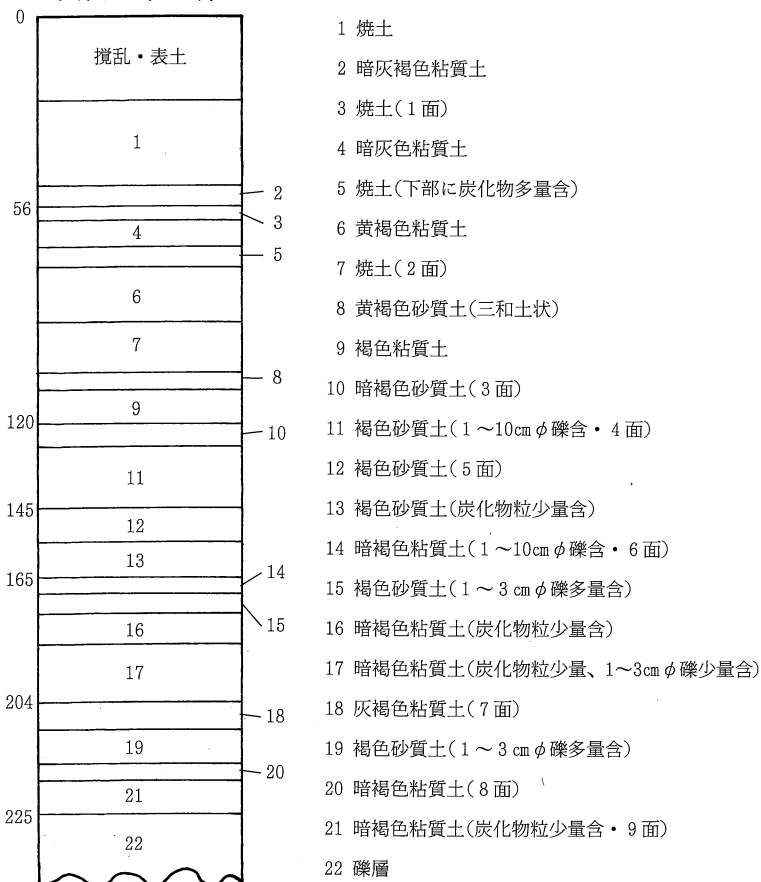 0
攪乱・表土
1
2
56
3
4
5
6
7
8
9
120
10
11
145
12
13
165
14
15
16
17
204
18
19
20
21
225
22
1 焼土
2 暗灰褐色粘質土
3 焼土(1面)
4 暗灰色粘質土
5 焼土(下部に炭化物多量含)
6 黄褐色粘質土
7 焼土(2面)
8 黄褐色砂質土(三和土状)
9 褐色粘質土
10 暗褐色砂質土(3面)
11 褐色砂質土(1〜10cmφ礫含・4面)
12 褐色砂質土(5面)
13 褐色砂質土(炭化物粒少量含)
14 暗褐色粘質土(1〜10cmφ礫含・6面)
15 褐色砂質土(1〜3cmφ礫多量含)
16 暗褐色粘質土(炭化物粒少量含)
17 暗褐色粘質土(炭化物粒少量、1〜3cmφ礫少量含)
18 灰褐色粘質土(7面)
19 褐色砂質土(1〜3cmφ礫多量含)
20 暗褐色粘質土(8面)
21 暗褐色粘質土(炭化物粒少量含・9面)
22 礫層